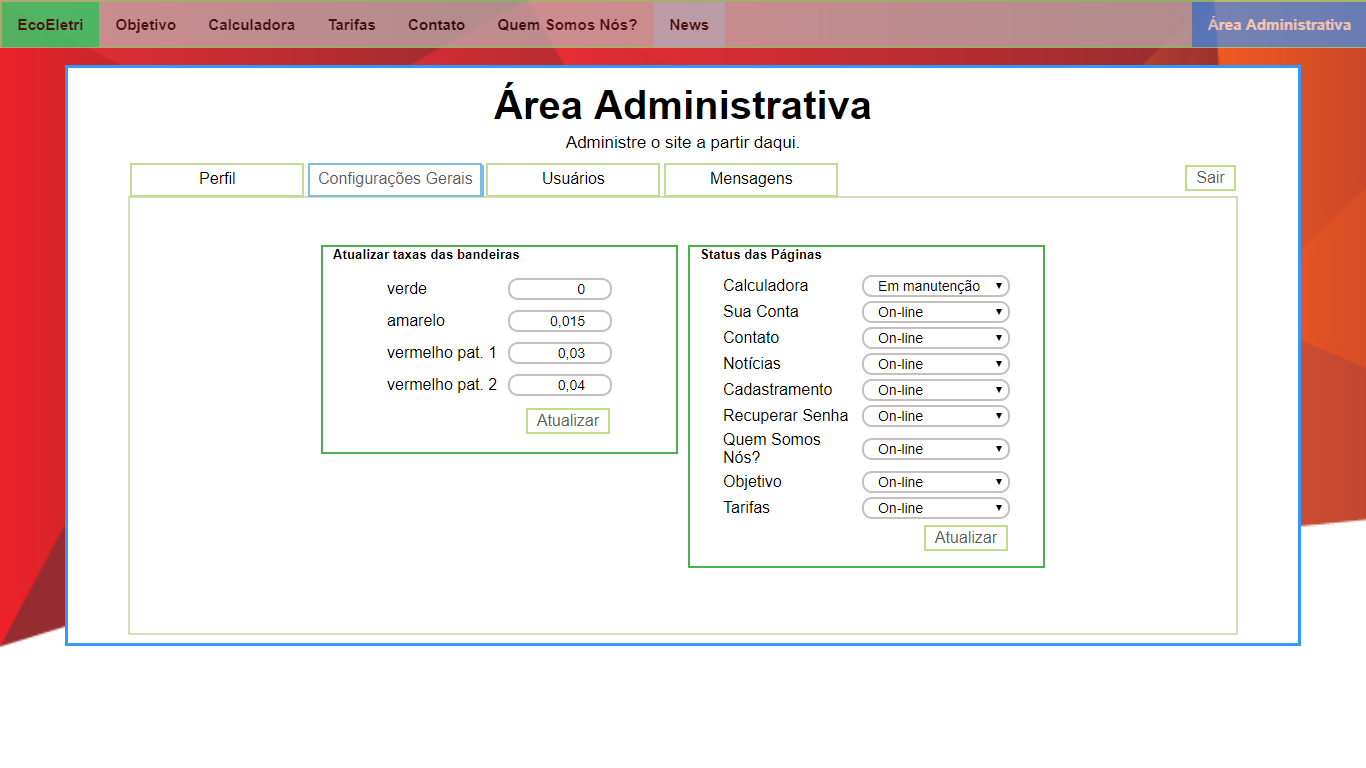 EcoEletri Objetivo Calculadora Tarifas Contato Quem Somos Nós? News Área Administrativa
Área Administrativa
Administre o site a partir daqui.
Perfil Configurações Gerais Usuários Mensagens Sair
Atualizar taxas das bandeiras
verde 0
amarelo 0,015
vermelho pat. 1 0,03
vermelho pat. 2 0,04
Atualizar
Status das Páginas
Calculadora Em manutenção
Sua Conta On-line
Contato On-line
Notícias On-line
Cadastramento On-line
Recuperar Senha On-line
Quem Somos
Nós? On-line
Objetivo On-line
Tarifas On-line
Atualizar